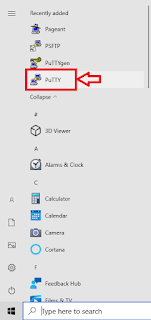 Recently added
Pageant
PSFTP
PuTTYgen
PuTTY
Collapse
#
3D Viewer
A
Alarms & Clock
C
Calculator
Calendar
Camera
Cortana
F
Feedback Hub
Films & TV
Type here to search